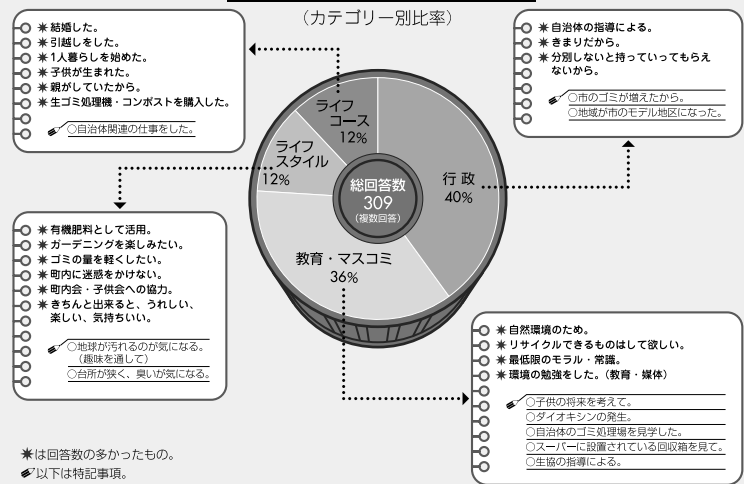 (カテゴリー別比率)
✷結婚した。
✷引越しをした。
✷1人暮らしを始めた。
✷子供が生まれた。
✷親がしていたから。
✷生ゴミ処理機・コンポストを購入した。
○自治体関連の仕事をした。
✷自治体の指導による。
✷きまりだから。
✷分別しないと持っていってもらえ
ないから。
○市のゴミが増えたから。
○地域が市のモデル地区になった。
ライフ
コース
12%
ライフ
スタイル
12%
総回答数
309
(複数回答)
行政
40%
教育・マスコミ
36%
✷有機肥料として活用。
✷ガーデニングを楽しみたい。
✷ゴミの量を軽くしたい。
✷町内に迷惑をかけない。
✷町内会・子供会への協力。
✷きちんと出来ると、うれしい、
楽しい、気持ちいい。
○地球が汚れるのが気になる。
(趣味を通して)
○台所が狭く、臭いが気になる。
✷自然環境のため。
✷リサイクルできるものはして欲しい。
✷最低限のモラル・常識。
✷環境の勉強をした。(教育・媒体)
○子供の将来を考えて。
○ダイオキシンの発生。
○自治体のゴミ処理場を見学した。
○スーパーに設置されている回収箱を見て。
○生協の指導による。
✷は回答数の多かったもの。
以下は特記事項。